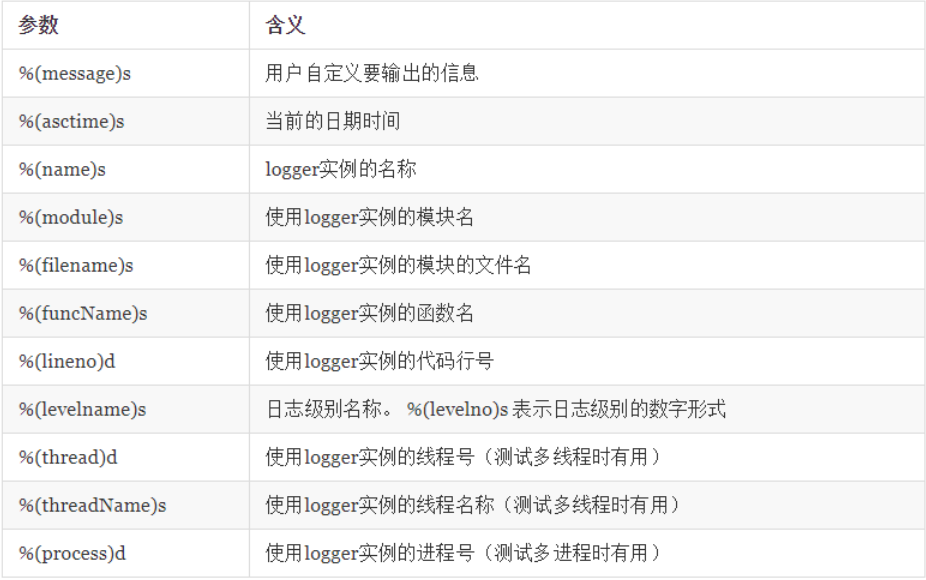 参数 含义
%(message)s 用户自定义要输出的信息
%(asctime)s 当前的日期时间
%(name)s logger实例的名称
%(module)s 使用logger实例的模块名
%(filename)s 使用logger实例的模块的文件名
%(funcName)s 使用logger实例的函数名
%(lineno)d 使用logger实例的代码行号
%(levelname)s 日志级别名称。 %(levelno)s 表示日志级别的数字形式
%(thread)d 使用logger实例的线程号（测试多线程时有用）
%(threadName)s 使用logger实例的线程名称（测试多线程时有用）
%(process)d 使用logger实例的进程号（测试多进程时有用）